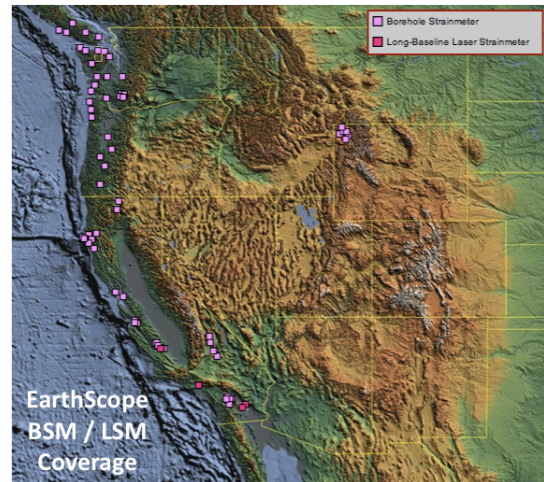 Borehole Strainmeter
Long-Baseline Laser Strainmeter
EarthScope
BSM / LSM
Coverage